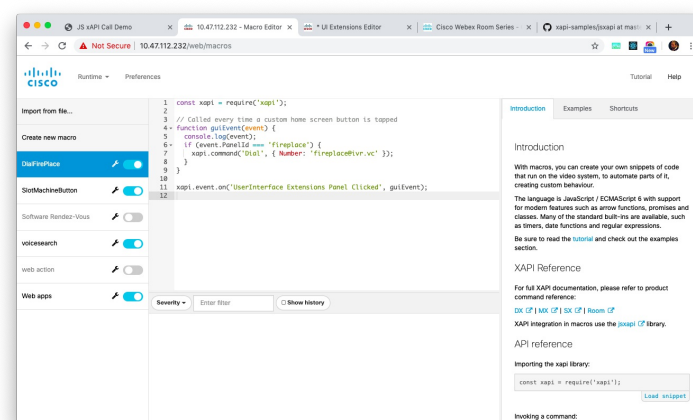 JS xAPI Call Demo
10.47.112.232 - Macro Editor
* UI Extensions Editor
Cisco Webex Room Series -
xapi-samples/jsxapi at maste
Not Secure | 10.47.112.232/web/macros
New
CISCO
Runtime
Preferences
Tutorial
Help
Import from file...
Create new macro
DialFirePlace
SlotMachineButton
Software Rendez-Vous
voicesearch
web action
Web apps
1 const xapi = require('xapi');
2
3 // Called every time a custom home screen button is tapped
4 function guiEvent(event) {
5 console.log(event);
6 if (event.PanelId === 'fireplace') {
7 xapi.command('Dial', { Number: 'fireplace@ivr.vc' });
8 }
9 }
10
11 xapi.event.on('UserInterface Extensions Panel Clicked', guiEvent);
12
Severity
Enter filter
Show history
Introduction
Examples
Shortcuts
Introduction
With macros, you can create your own snippets of code
that run on the video system, to automate parts of it,
creating custom behaviour.
The language is JavaScript / ECMAScript 6 with support
for modern features such as arrow functions, promises and
classes. Many of the standard built-ins are available, such
as timers, date functions and regular expressions.
Be sure to read the tutorial and check out the examples
section.
XAPI Reference
For full XAPI documentation, please refer to product
command reference:
DX | MX | SX | Room
XAPI integration in macros use the jsxapi library.
API reference
Importing the xapi library:
const xapi = require('xapi');
Load snippet
Invoking a command: